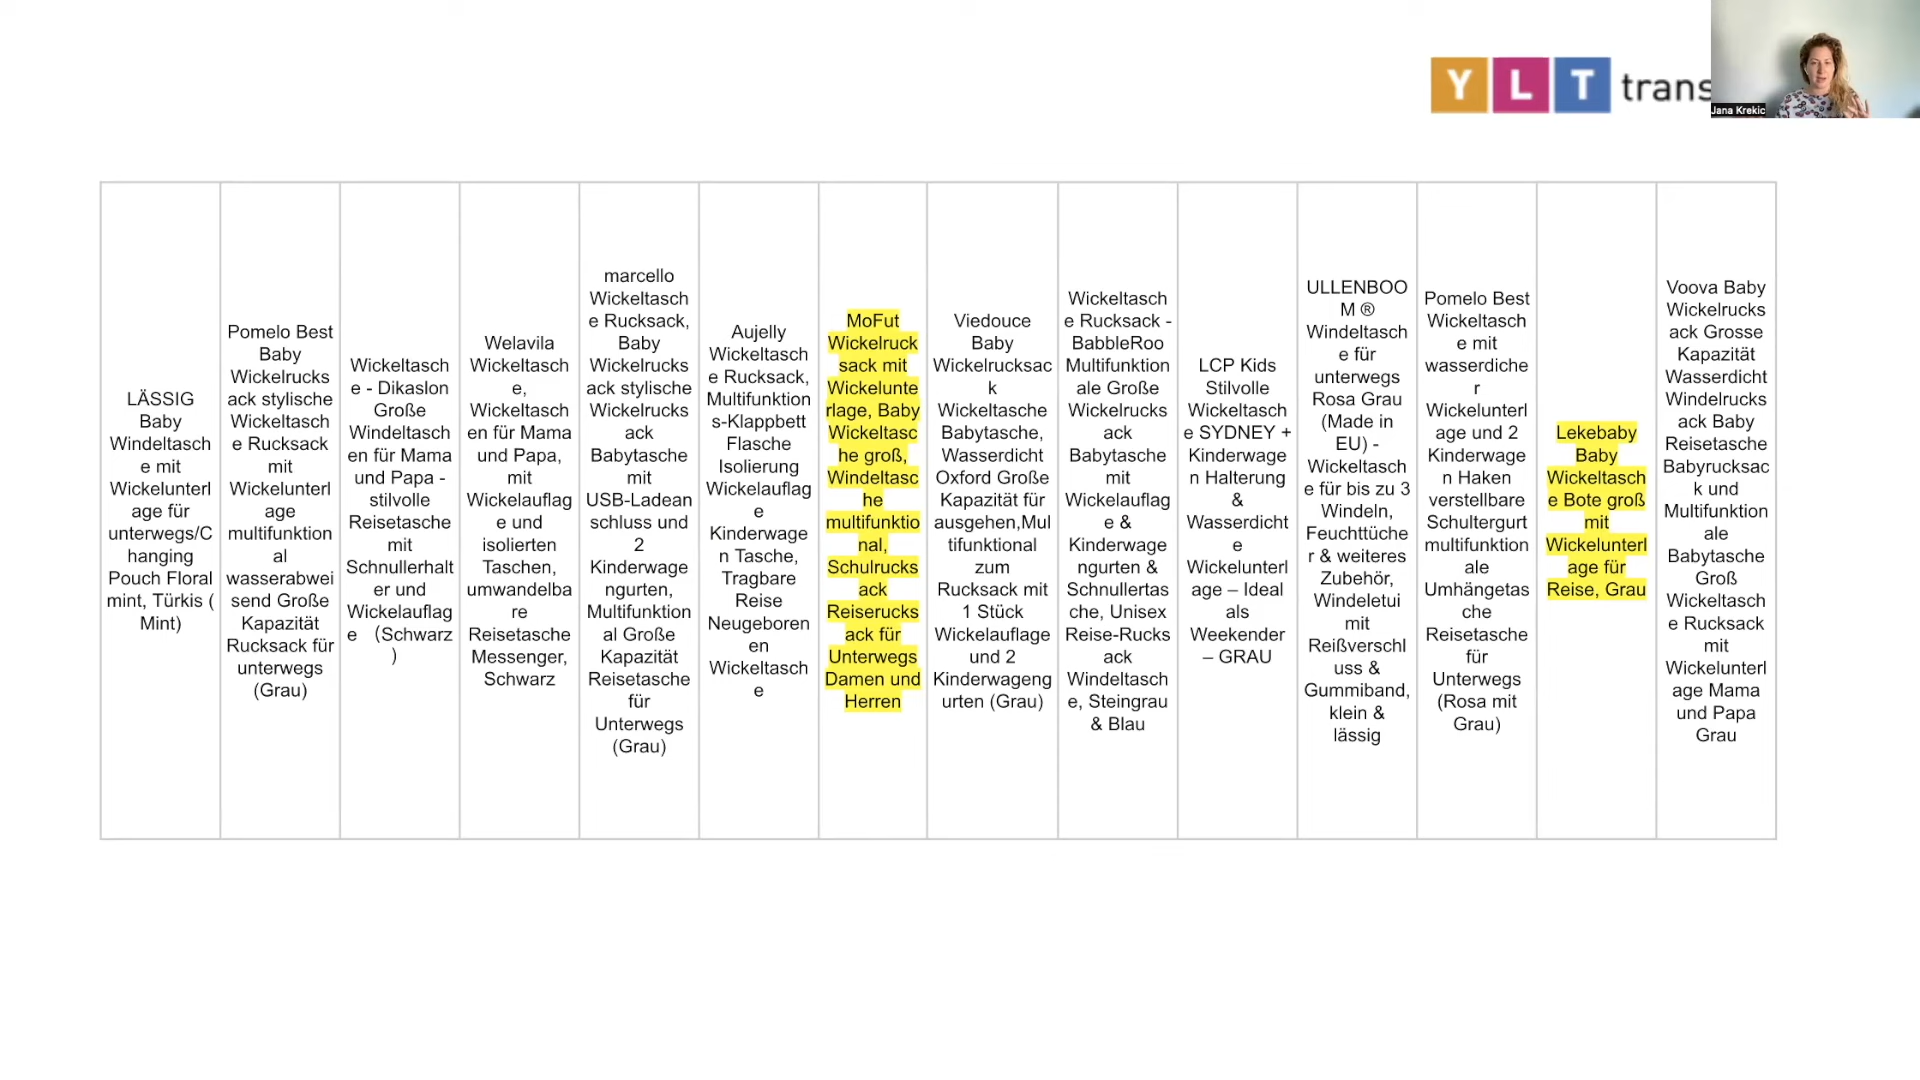 Y L T trans
Jana Krekic
LÄSSIG
Baby
Windeltasch
e mit
Wickelunterl
age für
unterwegs/C
hanging
Pouch Floral
mint, Türkis (
Mint)
Pomelo Best
Baby
Wickelrucks
ack stylische
Wickeltasch
e Rucksack
mit
Wickelunterl
age
multifunktion
al
wasserabwei
send Große
Kapazität
Rucksack für
unterwegs
(Grau)
Wickeltasch
e - Dikaslon
Große
Windeltasch
en für Mama
und Papa -
stilvolle
Reisetasche
mit
Schnullerhalt
er und
Wickelauflag
e （Schwarz
)
Welavila
Wickeltasch
e,
Wickeltasch
en für Mama
und Papa,
mit
Wickelauflag
e und
isolierten
Taschen,
umwandelba
re
Reisetasche
Messenger,
Schwarz
marcello
Wickeltasch
e Rucksack,
Baby
Wickelrucks
ack stylische
Wickelrucks
ack
Babytasche
mit
USB-Ladean
schluss und
2
Kinderwage
ngurten,
Multifunktion
al Große
Kapazität
Reisetasche
für
Unterwegs
(Grau)
Aujelly
Wickeltasch
e Rucksack,
Multifunktion
s-Klappbett
Flasche
Isolierung
Wickelauflag
e
Kinderwage
n Tasche,
Tragbare
Reise
Neugeboren
en
Wickeltasch
e
MoFut
Wickelruck
sack mit
Wickelunte
rlage, Baby
Wickeltasc
he groß,
Windeltasc
he
multifunktio
nal,
Schulrucks
ack
Reiserucks
ack für
Unterwegs
Damen und
Herren
Viedouce
Baby
Wickelrucksac
k
Wickeltasche
Babytasche,
Wasserdicht
Oxford Große
Kapazität für
ausgehen,Mul
tifunktional
zum
Rucksack mit
1 Stück
Wickelauflage
und 2
Kinderwageng
urten (Grau)
Wickeltasch
e Rucksack -
BabbleRoo
Multifunktion
ale Große
Wickelrucks
ack
Babytasche
mit
Wickelauflag
e &
Kinderwage
ngurten &
Schnullertas
che, Unisex
Reise-Rucks
ack
Windeltasch
e, Steingrau
& Blau
LCP Kids
Stilvolle
Wickeltasch
e SYDNEY +
Kinderwage
n Halterung
&
Wasserdicht
e
Wickelunterl
age – Ideal
als
Weekender
– GRAU
ULLENBOO
M ®
Windeltasch
e für
unterwegs
Rosa Grau
(Made in
EU) -
Wickeltasch
e für bis zu 3
Windeln,
Feuchttüche
r & weiteres
Zubehör,
Windeletui
mit
Reißverschl
uss &
Gummiband,
klein &
lässig
Pomelo Best
Wickeltasch
e mit
wasserdiche
r
Wickelunterl
age und 2
Kinderwage
n Haken
verstellbare
Schultergurt
multifunktion
ale
Umhängetas
che
Reisetasche
für
Unterwegs
(Rosa mit
Grau)
Lekebaby
Baby
Wickeltasch
e Bote groß
mit
Wickelunterl
age für
Reise, Grau
Voova Baby
Wickelrucks
ack Grosse
Kapazität
Wasserdicht
Windelrucks
ack Baby
Reisetasche
Babyrucksac
k und
Multifunktion
ale
Babytasche
Groß
Wickeltasch
e Rucksack
mit
Wickelunterl
age Mama
und Papa
Grau